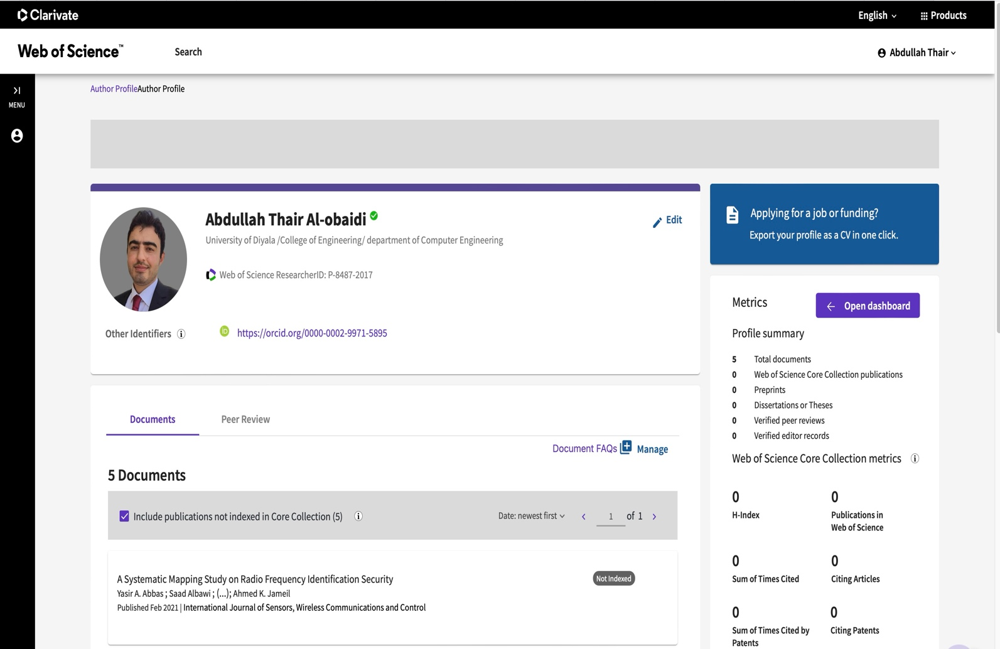 Clarivate
English
Products
Web of Science™
Search
Abdullah Thair
MENU
Author ProfileAuthor Profile
Abdullah Thair Al-obaidi
University of Diyala /College of Engineering/ department of Computer Engineering
Web of Science ResearcherID: P-8487-2017
Edit
Other Identifiers
iD https://orcid.org/0000-0002-9971-5895
Applying for a job or funding?
Export your profile as a CV in one click.
Documents
Peer Review
Document FAQs
Manage
5 Documents
Include publications not indexed in Core Collection (5)
Date: newest first
1 of 1
A Systematic Mapping Study on Radio Frequency Identification Security
Not Indexed
Yasir A. Abbas ; Saad Albawi ; (...); Ahmed K. Jameil
Published Feb 2021 | International Journal of Sensors, Wireless Communications and Control
Metrics
Open dashboard
Profile summary
5 Total documents
0 Web of Science Core Collection publications
0 Preprints
0 Dissertations or Theses
0 Verified peer reviews
0 Verified editor records
Web of Science Core Collection metrics
0
H-Index
0
Publications in
Web of Science
0
Sum of Times Cited
0
Citing Articles
0
Sum of Times Cited by
Patents
0
Citing Patents